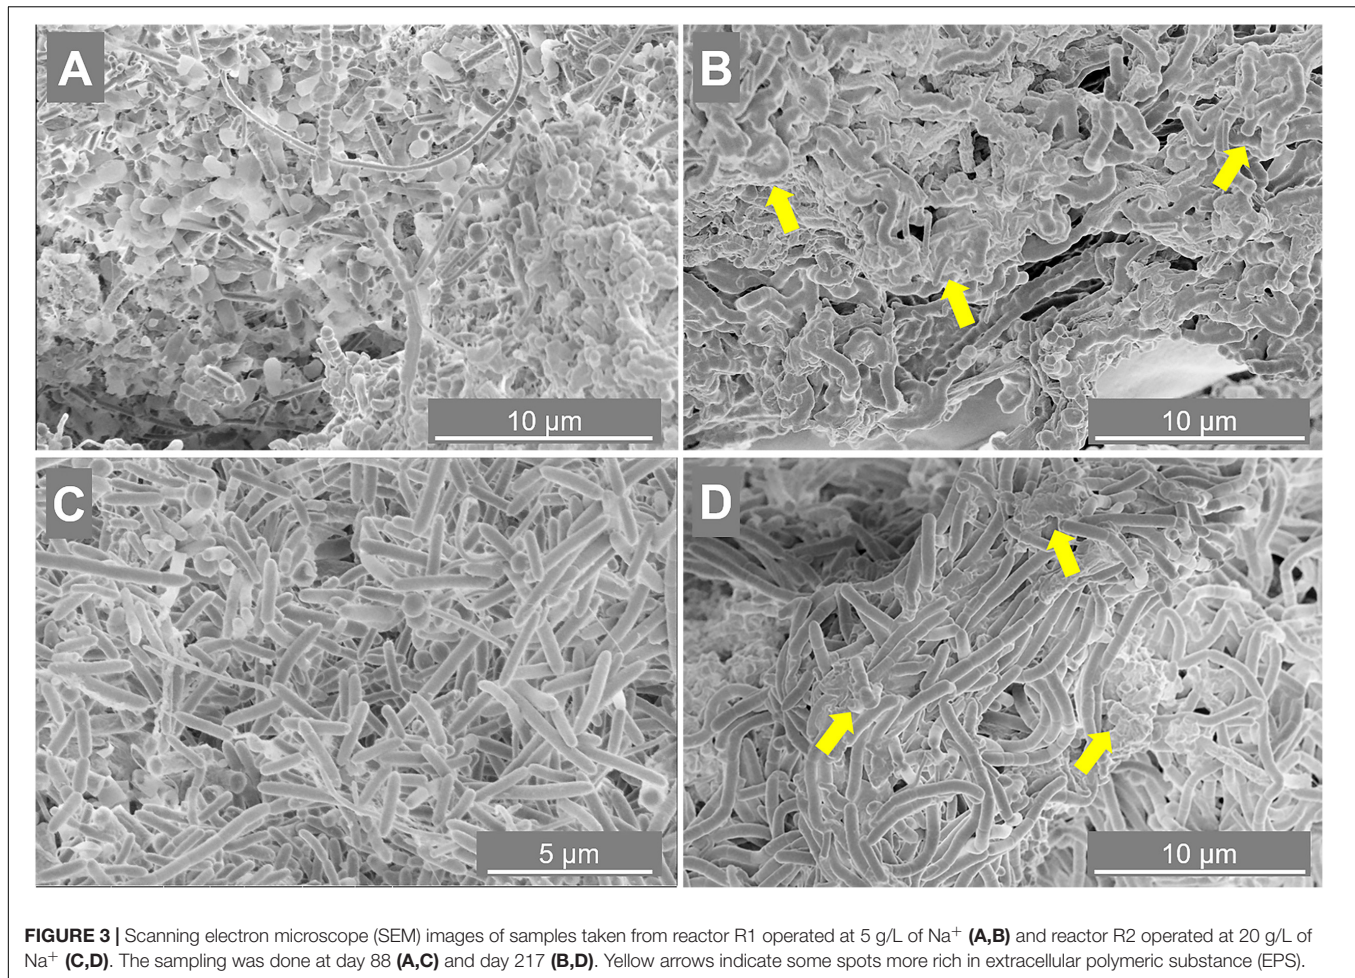 A
B
10 µm
10 µm
C
D
5 µm
10 µm
FIGURE 3 | Scanning electron microscope (SEM) images of samples taken from reactor R1 operated at 5 g/L of Na⁺ (A,B) and reactor R2 operated at 20 g/L of
Na⁺ (C,D). The sampling was done at day 88 (A,C) and day 217 (B,D). Yellow arrows indicate some spots more rich in extracellular polymeric substance (EPS).